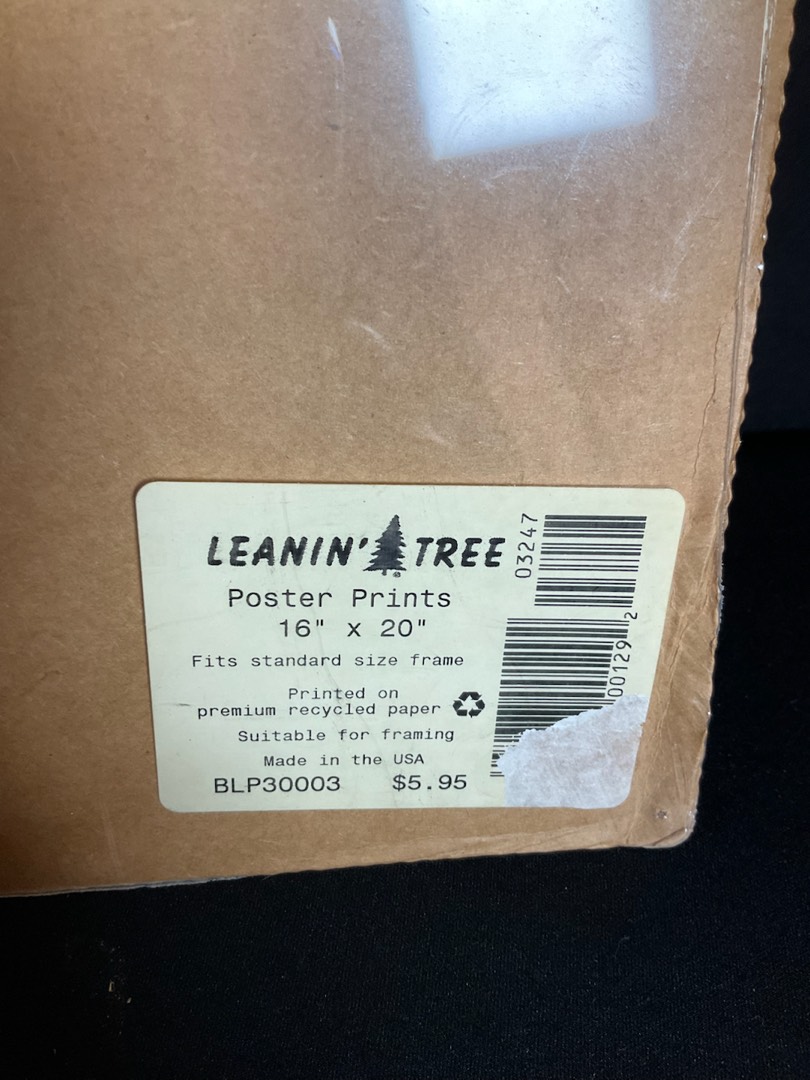 LEANIN' TREE ®
Poster Prints
16" x 20"
Fits standard size frame
Printed on
premium recycled paper
Suitable for framing
Made in the USA
BLP30003 $5.95
03247
00129 2